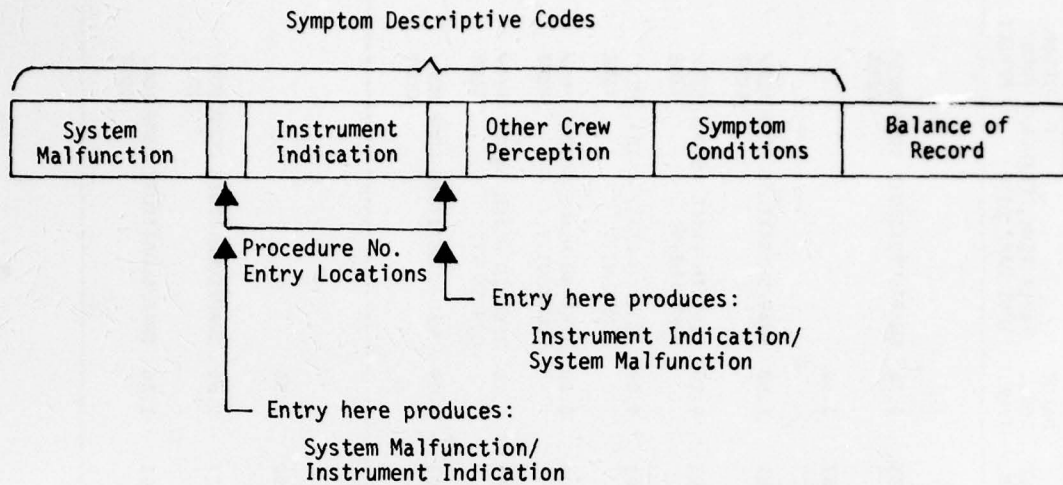 Symptom Descriptive Codes
System
Malfunction
Instrument
Indication
Other Crew
Perception
Symptom
Conditions
Balance of
Record
Procedure No.
Entry Locations
Entry here produces:
Instrument Indication/
System Malfunction
Entry here produces:
System Malfunction/
Instrument Indication